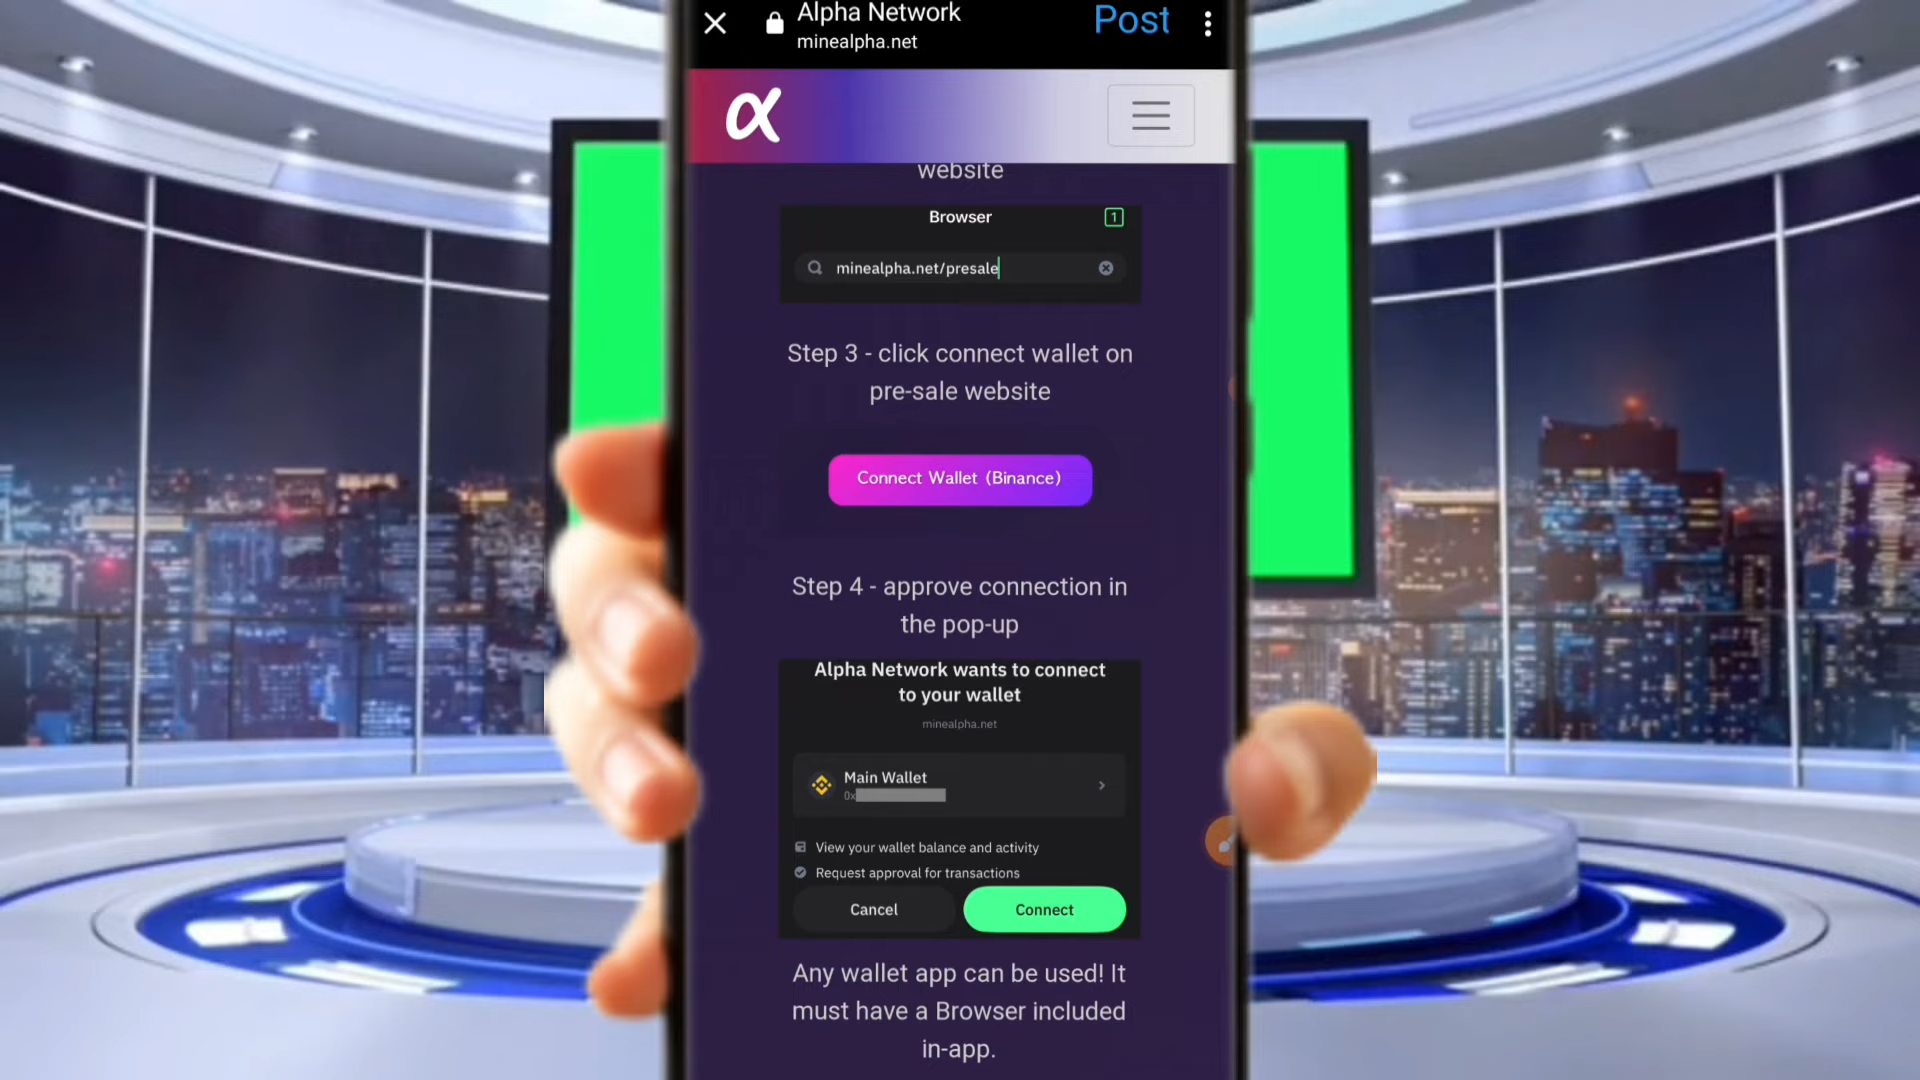 Alpha Network
minealpha.net
Post
α
website
Browser
1
minealpha.net/presale
Step 3 - click connect wallet on
pre-sale website
Connect Wallet (Binance)
Step 4 - approve connection in
the pop-up
Alpha Network wants to connect
to your wallet
minealpha.net
Main Wallet
0x
View your wallet balance and activity
Request approval for transactions
Cancel
Connect
Any wallet app can be used! It
must have a Browser included
in-app.